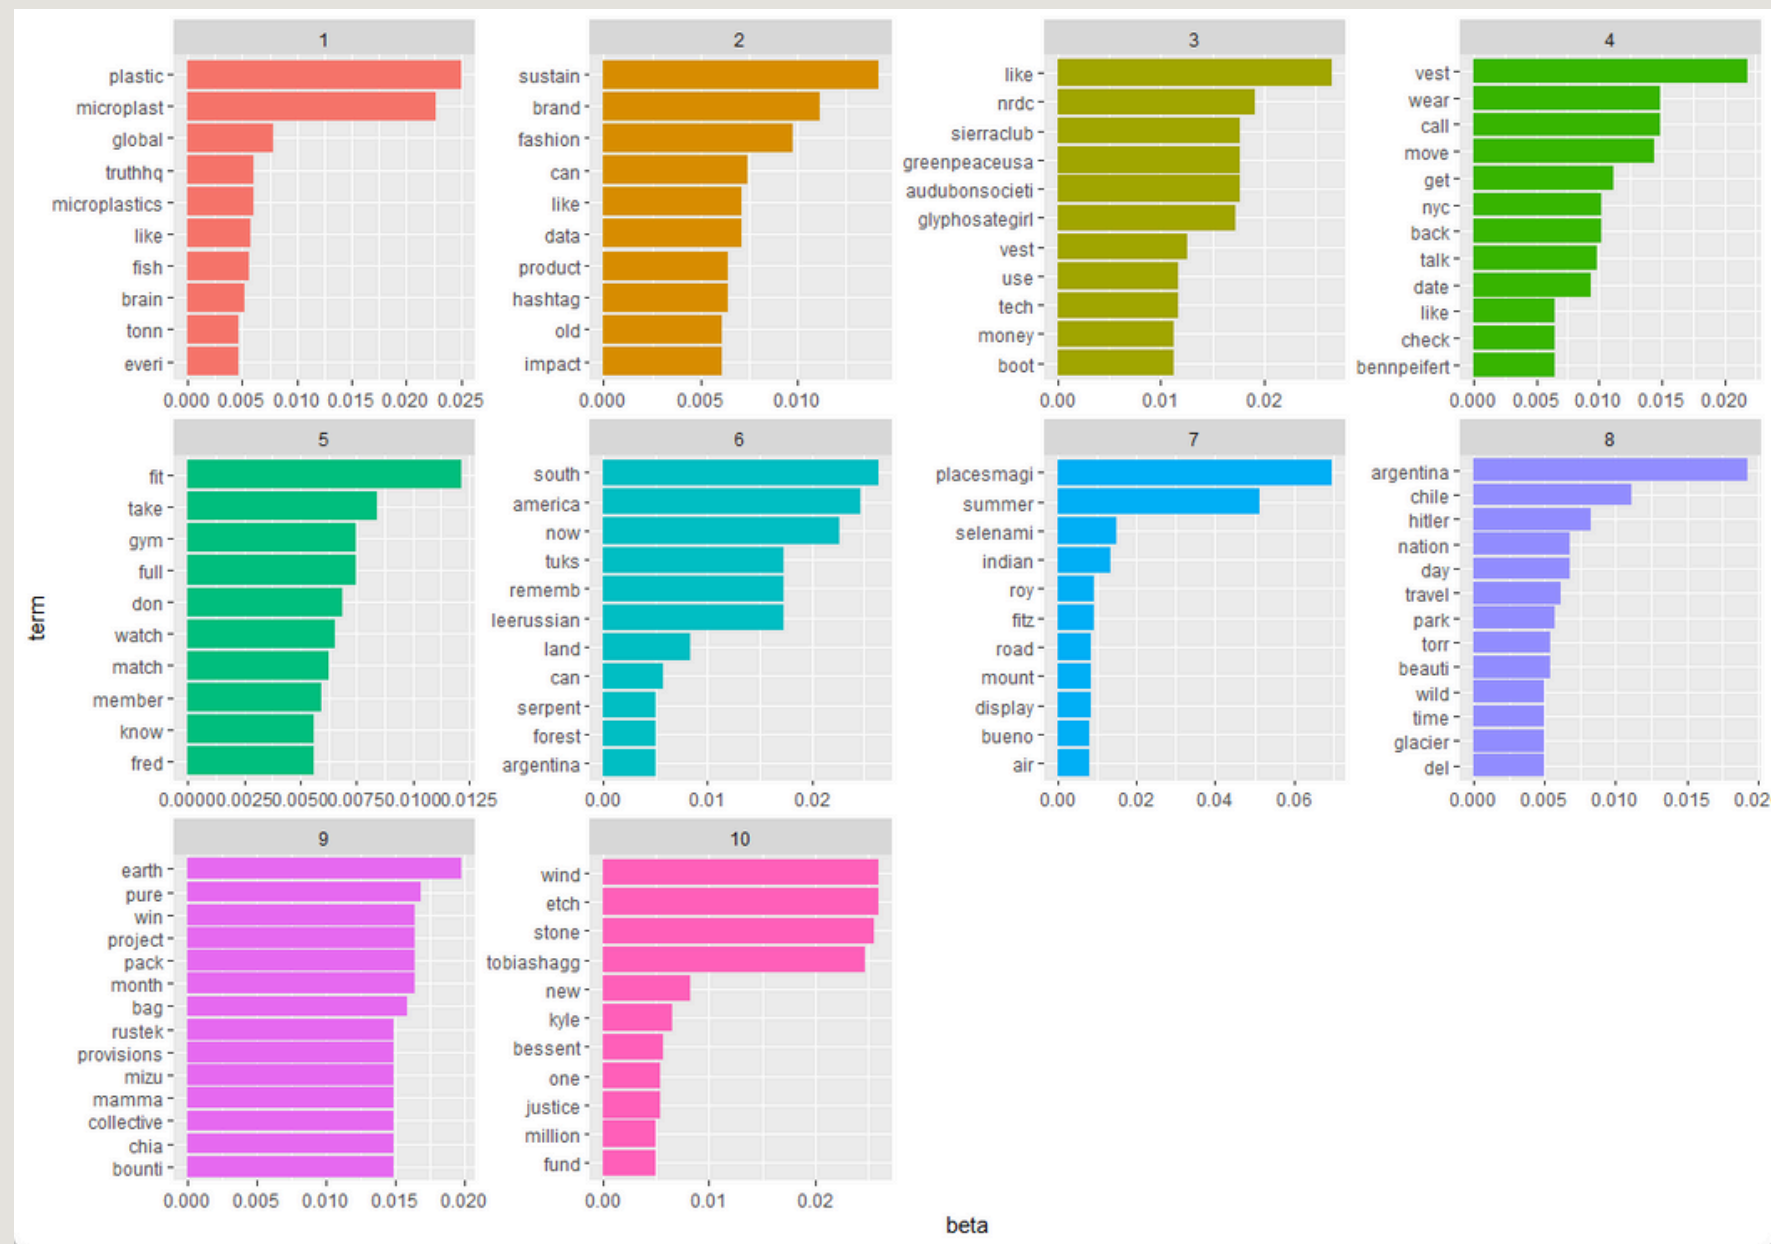 1
plastic
microplast
global
truthhq
microplastics
like
fish
brain
tonn
everi
0.000 0.005 0.010 0.015 0.020 0.025
2
sustain
brand
fashion
can
like
data
product
hashtag
old
impact
0.000 0.005 0.010
3
like
nrdc
sierraclub
greenpeaceusa
audubonsocieti
glyphosategirl
vest
use
tech
money
boot
0.00 0.01 0.02
4
vest
wear
call
move
get
nyc
back
talk
date
like
check
bennpeifert
0.000 0.005 0.010 0.015 0.020
term
5
fit
take
gym
full
don
watch
match
member
know
fred
0.0000 0.0025 0.0050 0.0075 0.0100 0.0125
6
south
america
now
tuks
rememb
leerussian
land
can
serpent
forest
argentina
0.00 0.01 0.02
7
placesmagi
summer
selenami
indian
roy
fitz
road
mount
display
bueno
air
0.00 0.02 0.04 0.06
8
argentina
chile
hitler
nation
day
travel
park
torr
beauti
wild
time
glacier
del
0.000 0.005 0.010 0.015 0.02
9
earth
pure
win
project
pack
month
bag
rustek
provisions
mizu
mamma
collective
chia
bounti
0.000 0.005 0.010 0.015 0.020
10
wind
etch
stone
tobiashagg
new
kyle
bessent
one
justice
million
fund
0.00 0.01 0.02
beta